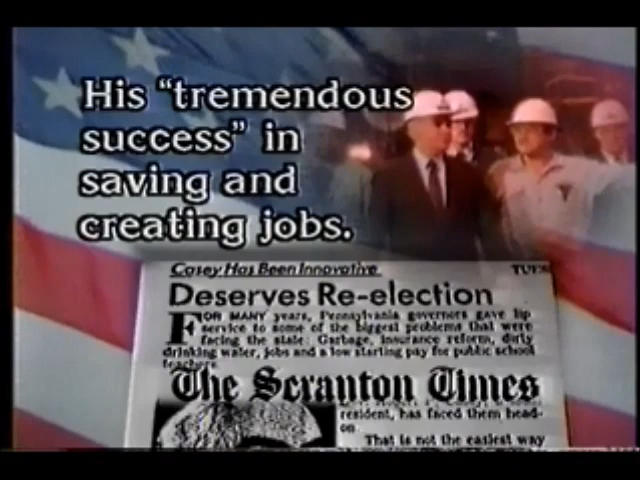 His “tremendous
success” in
saving and
creating jobs.
Casey Has Been Innovative
TUES
Deserves Re-election
FOR MANY years, Pennsylvania governors gave lip
service to some of the biggest problems that were
facing the state: Garbage, insurance reform, dirty
drinking water, jobs and a low starting pay for public school
teachers.
The Scranton Times
resident, has faced them head-
on.
That is not the easiest way